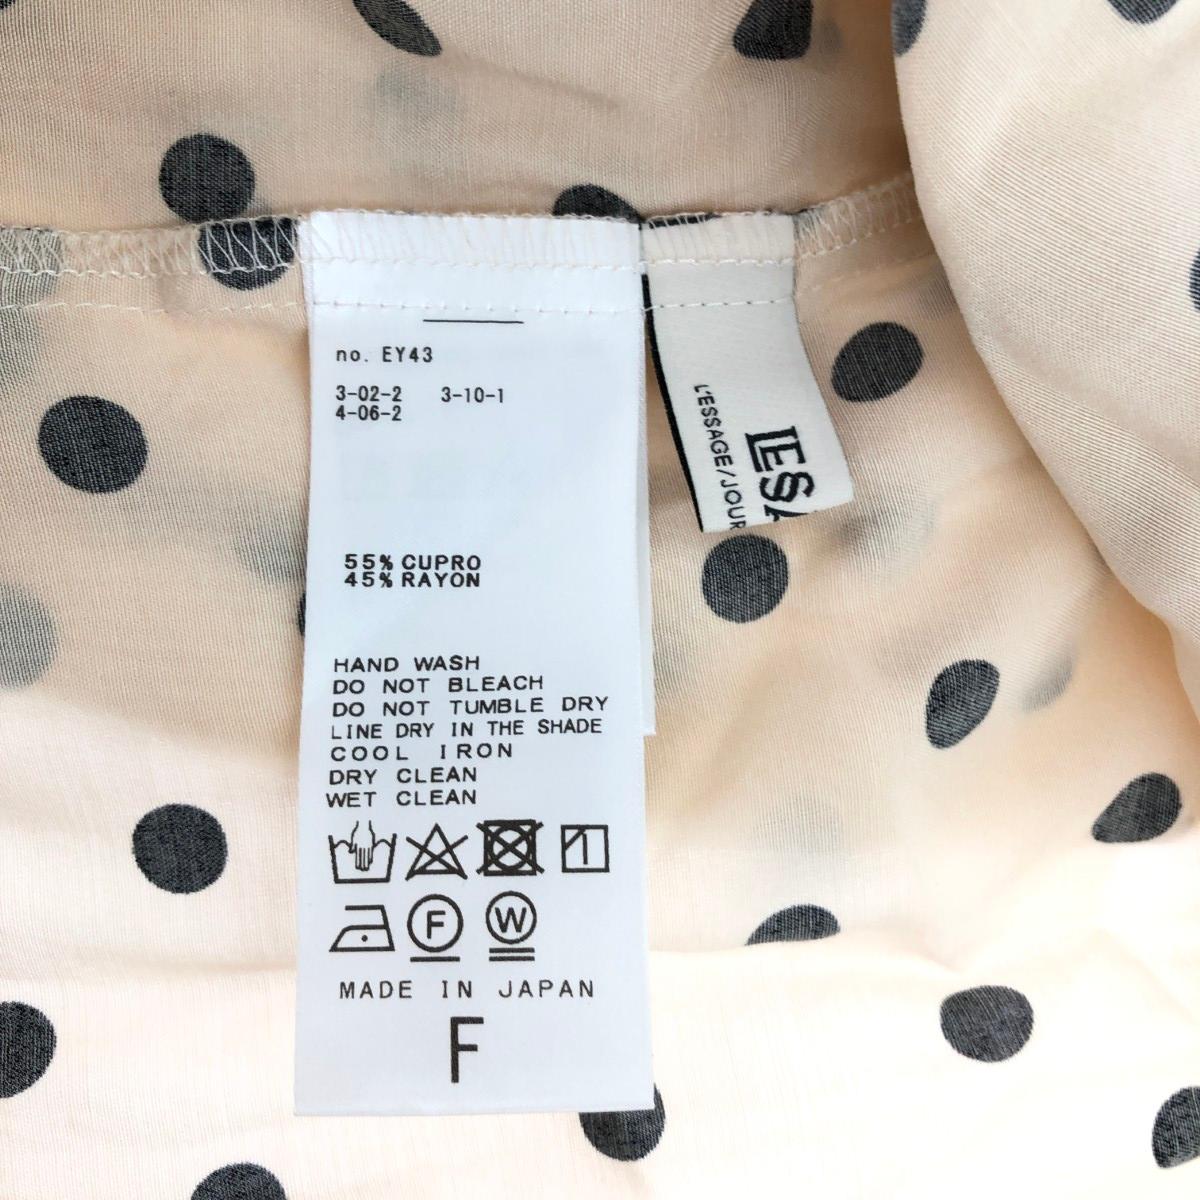 no. EY43
3-02-2 3-10-1
4-06-2
55% CUPRO
45% RAYON
HAND WASH
DO NOT BLEACH
DO NOT TUMBLE DRY
LINE DRY IN THE SHADE
COOL IRON
DRY CLEAN
WET CLEAN
F W
MADE IN JAPAN
F
LESA
L'ESSAGE/JOUR